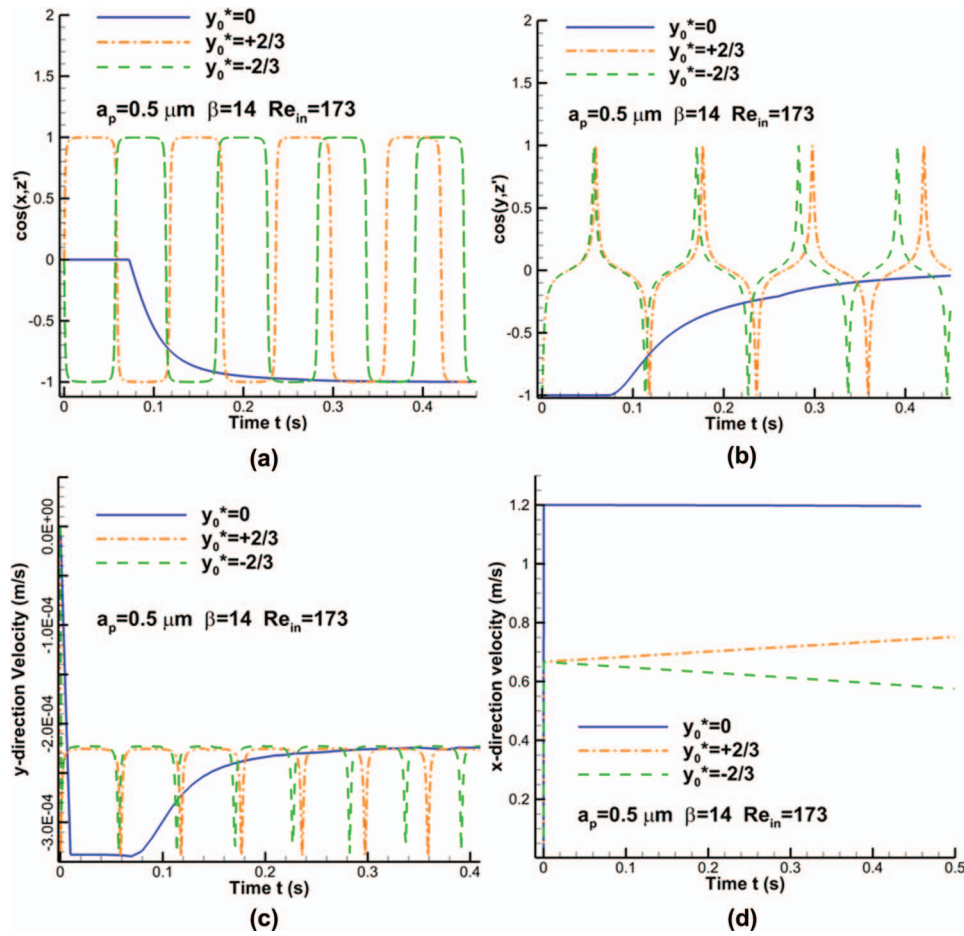 y0*=0
y0*=+2/3
y0*=-2/3
ap=0.5 μm β=14 Rein=173
cos(x,z')
2
1.5
1
0
-0.5
-1
0 0.1 0.2 0.3 0.4
Time t (s)
(a)
y0*=0
y0*=+2/3
y0*=-2/3
ap=0.5 μm β=14 Rein=173
cos(y,z')
2
1.5
1
0.5
0
-0.5
-1
0 0.1 0.2 0.3 0.4
Time t (s)
(b)
y0*=0
y0*=+2/3
y0*=-2/3
ap=0.5 μm β=14 Rein=173
y-direction Velocity (m/s)
0.0E+00
-1.0E-04
-2.0E-04
-3.0E-04
0 0.1 0.2 0.3 0.4
Time t (s)
(c)
1.2
1
0.8
0.6
0.4
0.2
x-direction velocity (m/s)
y0*=0
y0*=+2/3
y0*=-2/3
ap=0.5 μm β=14 Rein=173
0 0.1 0.2 0.3 0.4 0.5
Time t (s)
(d)